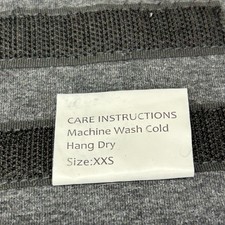 CARE INSTRUCTIONS
Machine Wash Cold
Hang Dry
Size:XXS